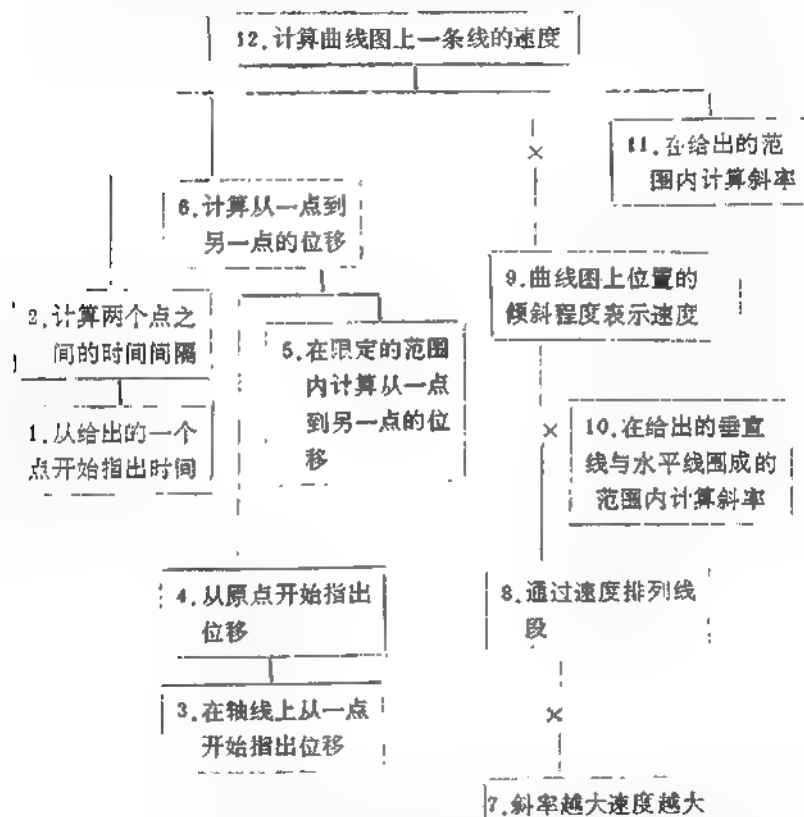 12.计算曲线图上一条线的速度
11.在给出的范
围内计算斜率
6.计算从一点到
另一点的位移
9.曲线图上位置的
倾斜程度表示速度
2.计算两个点之
间的时间间隔
5.在限定的范围
内计算从一点
到另一点的位
移
1.从给出的一个
点开始指出时间
10.在给出的垂直
线与水平线围成的
范围内计算斜率
4.从原点开始指出
位移
8.通过速度排列线
段
3.在轴线上从一点
开始指出位移
7.斜率越大速度越大